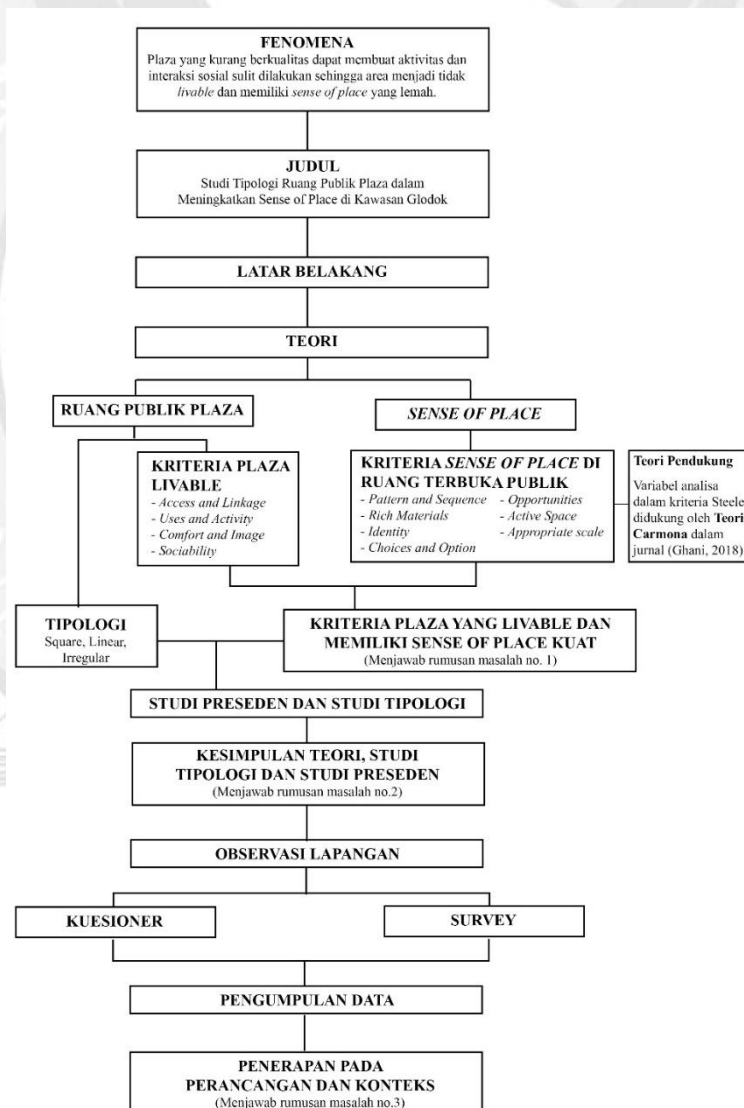 FENOMENA
Plaza yang kurang berkualitas dapat membuat aktivitas dan
interaksi sosial sulit dilakukan sehingga area menjadi tidak
livable dan memiliki sense of place yang lemah.
JUDUL
Studi Tipologi Ruang Publik Plaza dalam
Meningkatkan Sense of Place di Kawasan Glodok
LATAR BELAKANG
TEORI
RUANG PUBLIK PLAZA
SENSE OF PLACE
KRITERIA PLAZA
LIVABLE
- Access and Linkage
- Uses and Activity
- Comfort and Image
- Sociability
KRITERIA SENSE OF PLACE DI
RUANG TERBUKA PUBLIK
- Pattern and Sequence - Opportunities
- Rich Materials - Active Space
- Identity - Appropriate scale
- Choices and Option
Teori Pendukung
Variabel analisa
dalam kriteria Steele
didukung oleh Teori
Carmona dalam
jurnal (Ghani, 2018)
TIPOLOGI
Square, Linear,
Irregular
KRITERIA PLAZA YANG LIVABLE DAN
MEMILIKI SENSE OF PLACE KUAT
(Menjawab rumusan masalah no. 1)
STUDI PRESEDEN DAN STUDI TIPOLOGI
KESIMPULAN TEORI, STUDI
TIPOLOGI DAN STUDI PRESEDEN
(Menjawab rumusan masalah no.2)
OBSERVASI LAPANGAN
KUESIONER
SURVEY
PENGUMPULAN DATA
PENERAPAN PADA
PERANCANGAN DAN KONTEKS
(Menjawab rumusan masalah no.3)